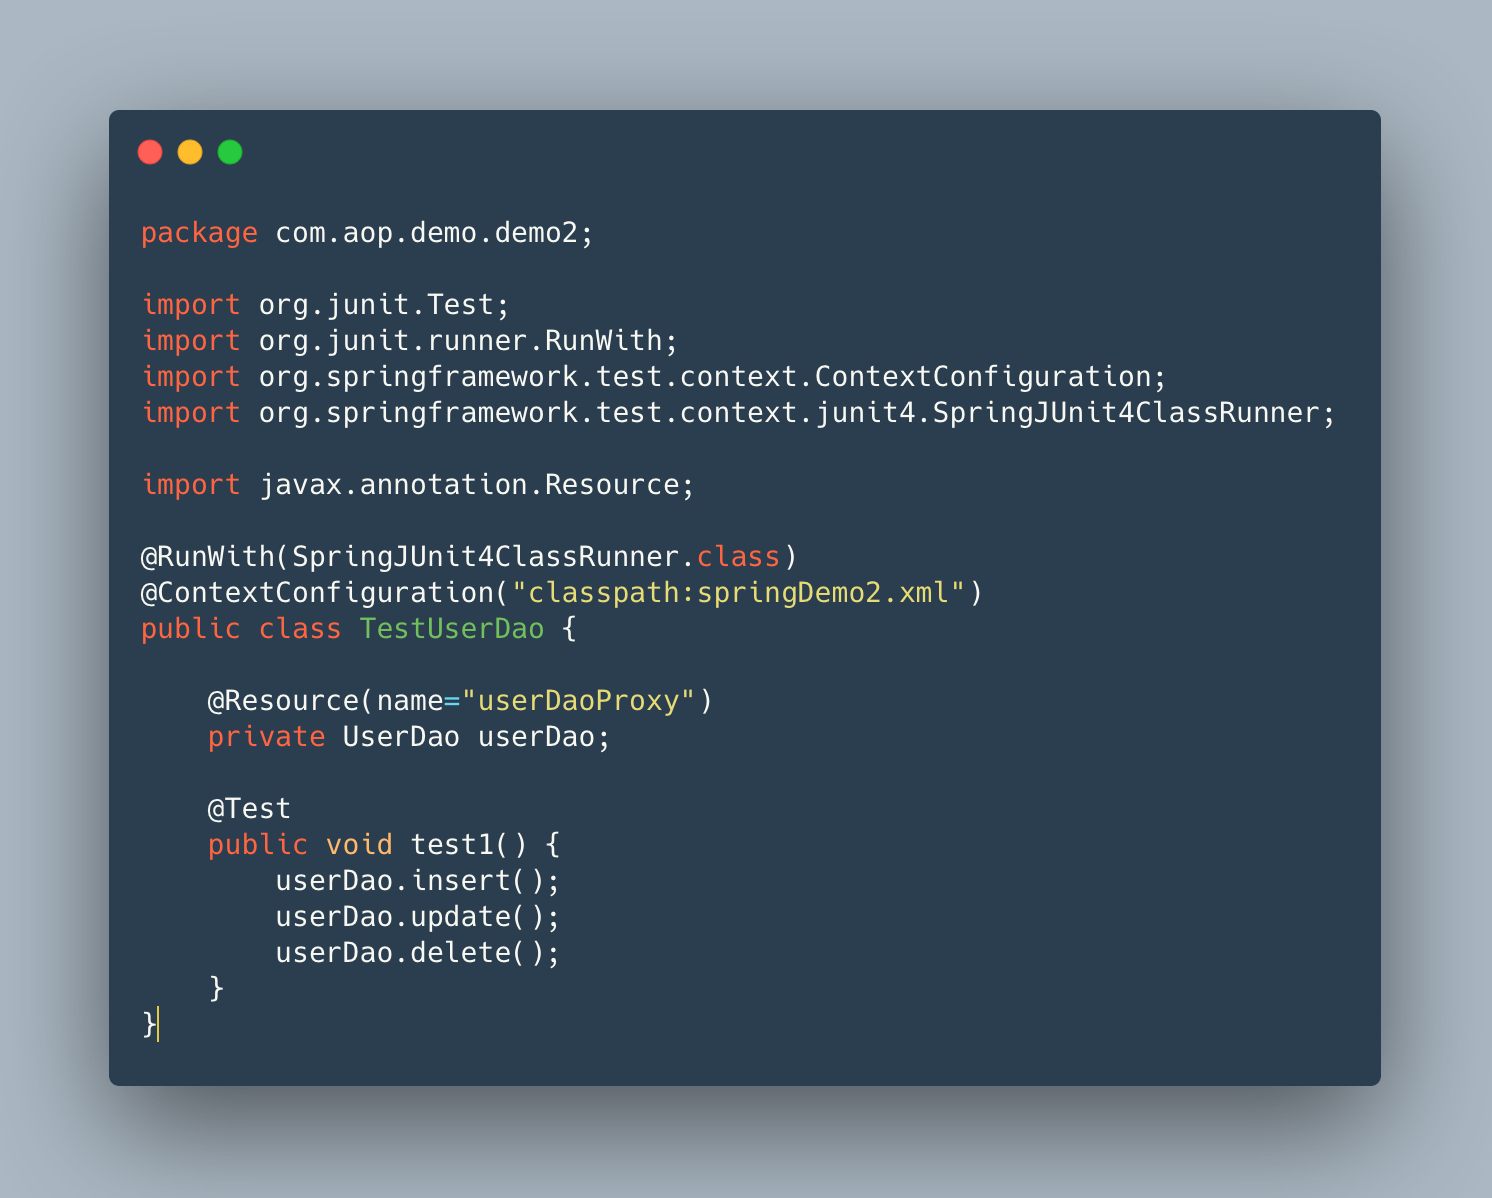 package com.aop.demo.demo2;

import org.junit.Test;
import org.junit.runner.RunWith;
import org.springframework.test.context.ContextConfiguration;
import org.springframework.test.context.junit4.SpringJUnit4ClassRunner;

import javax.annotation.Resource;

@RunWith(SpringJUnit4ClassRunner.class)
@ContextConfiguration("classpath:springDemo2.xml")
public class TestUserDao {

    @Resource(name="userDaoProxy")
    private UserDao userDao;

    @Test
    public void test1() {
        userDao.insert();
        userDao.update();
        userDao.delete();
    }
}